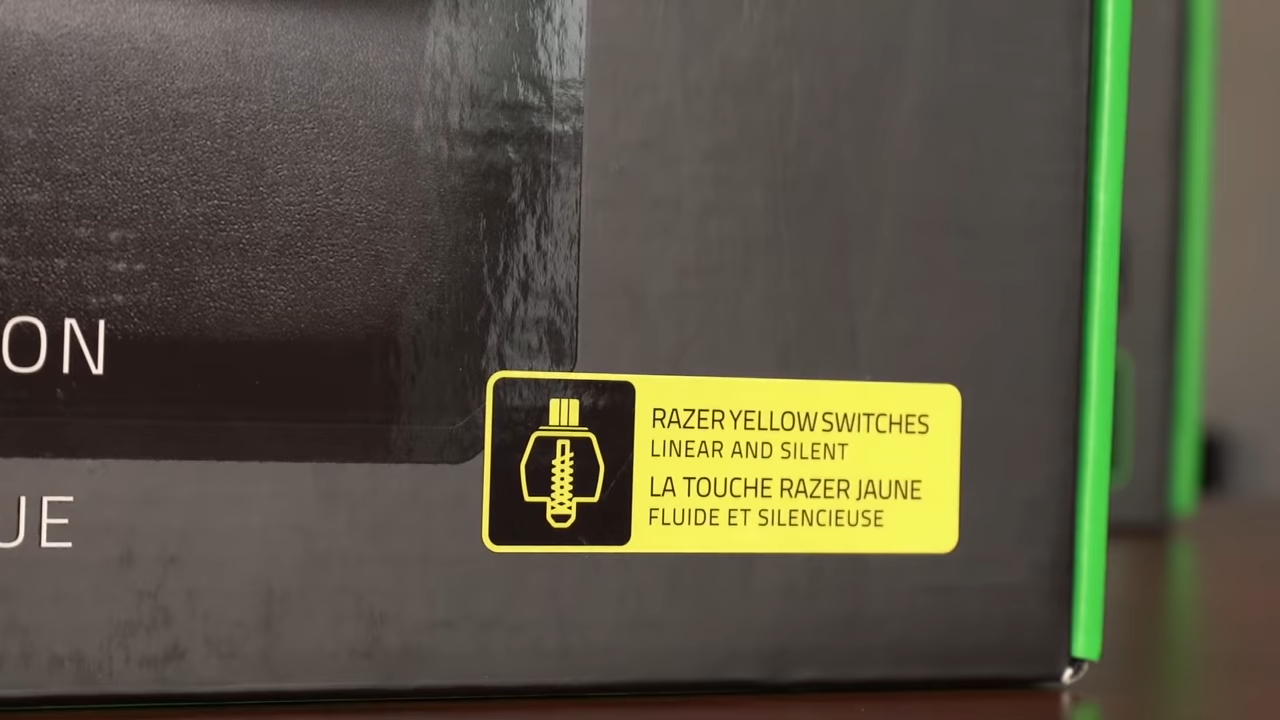 ON
UE
RAZER YELLOW SWITCHES
LINEAR AND SILENT
LA TOUCHE RAZER JAUNE
FLUIDE ET SILENCIEUSE